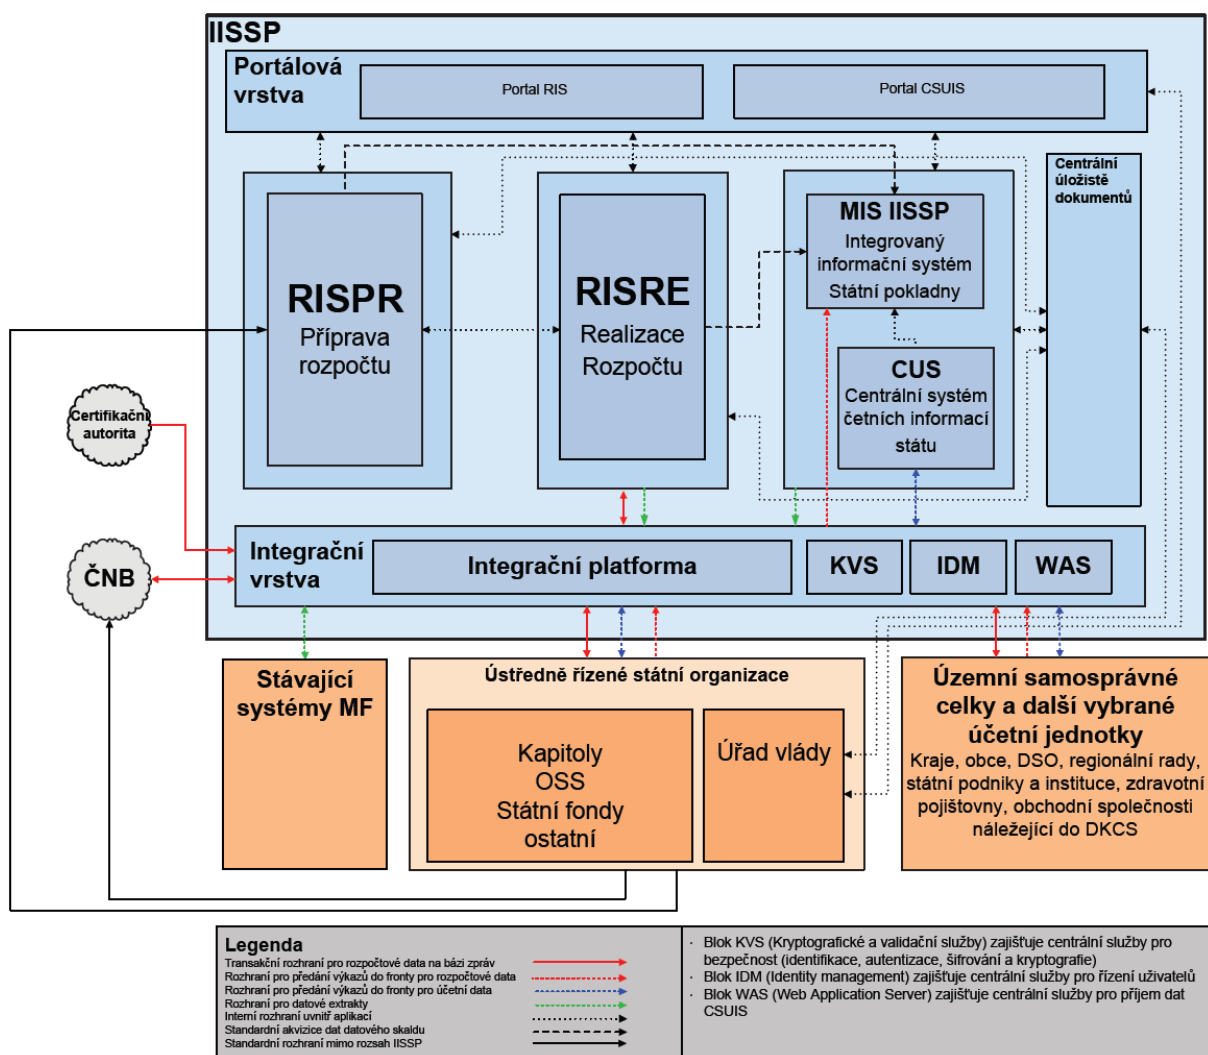 IISSP
Portálová
vrstva
Portal RIS
Portal CSUIS
RISPR
Příprava
rozpočtu
RISRE
Realizace
Rozpočtu
MIS IISSP
Integrovaný
informační systém
Státní pokladny
CUS
Centrální systém
četních informací
státu
Centrální
úložistě
dokumentů
Certifikační
autorita
ČNB
Integrační
vrstva
Integrační platforma
KVS
IDM
WAS
Stávající
systémy MF
Ústředně řízené státní organizace
Kapitoly
OSS
Státní fondy
ostatní
Úřad vlády
Územní samosprávné
celky a další vybrané
účetní jednotky
Kraje, obce, DSO, regionální rady,
státní podniky a instituce, zdravotní
pojištovny, obchodní společnosti
náležející do DKCS
Legenda
Transakční rozhraní pro rozpočtové data na bázi zpráv
Rozhraní pro předání výkazů do fronty pro rozpočtové data
Rozhraní pro předání výkazů do fronty pro účetní data
Rozhraní pro datové extrakty
Interní rozhraní uvnitř aplikací
Standardní akvizice dat datového skaldu
Standardní rozhraní mimo rozsah IISSP
· Blok KVS (Kryptografické a validační služby) zajišťuje centrální služby pro
bezpečnost (identifikace, autentizace, šifrování a kryptografie)
· Blok IDM (Identity management) zajišťuje centrální služby pro řízení uživatelů
· Blok WAS (Web Application Server) zajišťuje centrální služby pro příjem dat
CSUIS